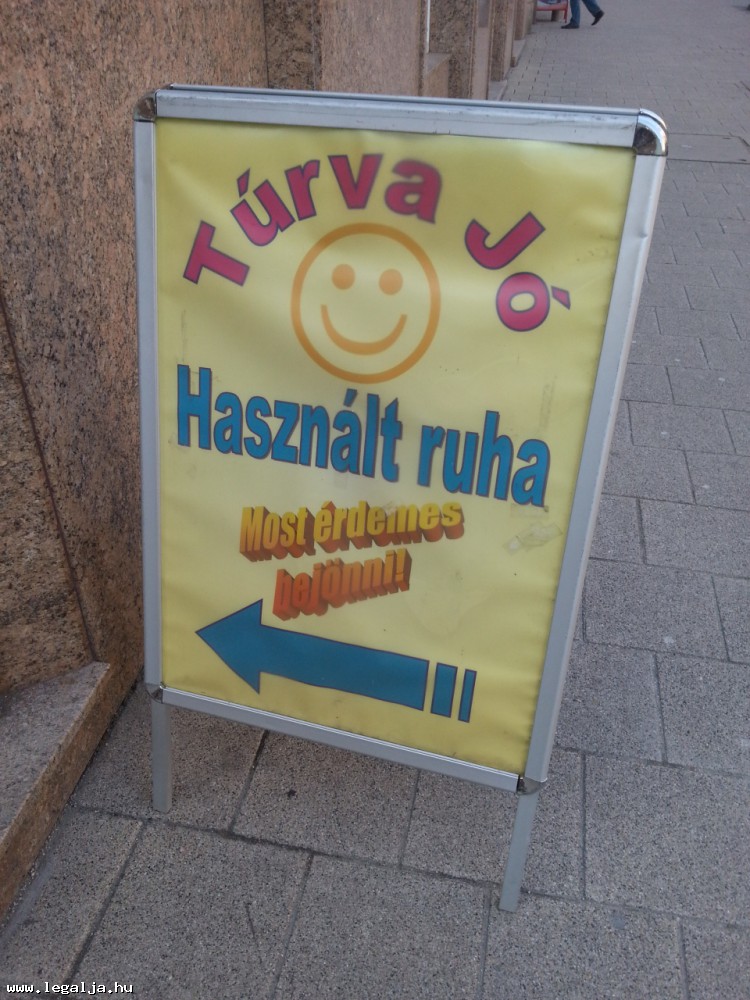 Túrva Jó
Használt ruha
Most érdemes
bejönni!
www.legalja.hu